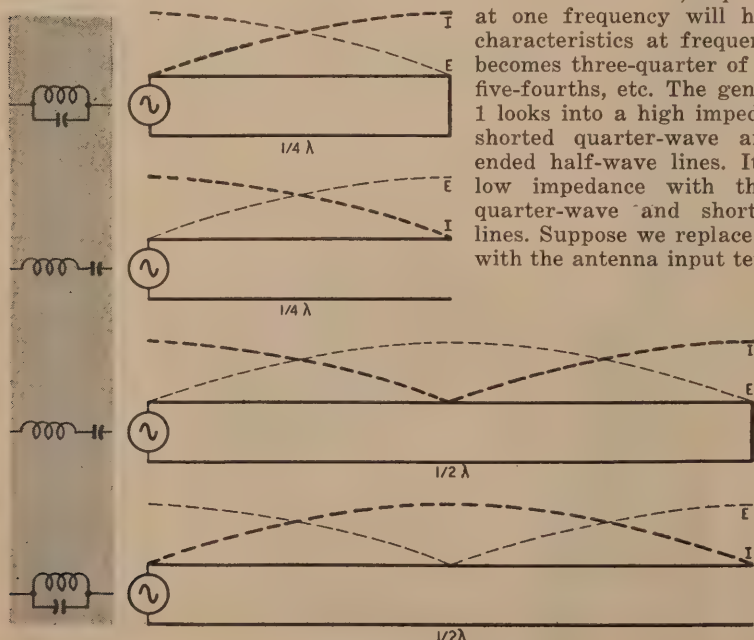 at one frequency will h
characteristics at frequen
becomes three-quarter of
five-fourths, etc. The gen
1 looks into a high imped
shorted quarter-wave a
ended half-wave lines. It
low impedance with th
quarter-wave and short
lines. Suppose we replace
with the antenna input te
I
E
1/4 λ
E
I
1/4 λ
I
E
1/2 λ
E
I
1/2λ